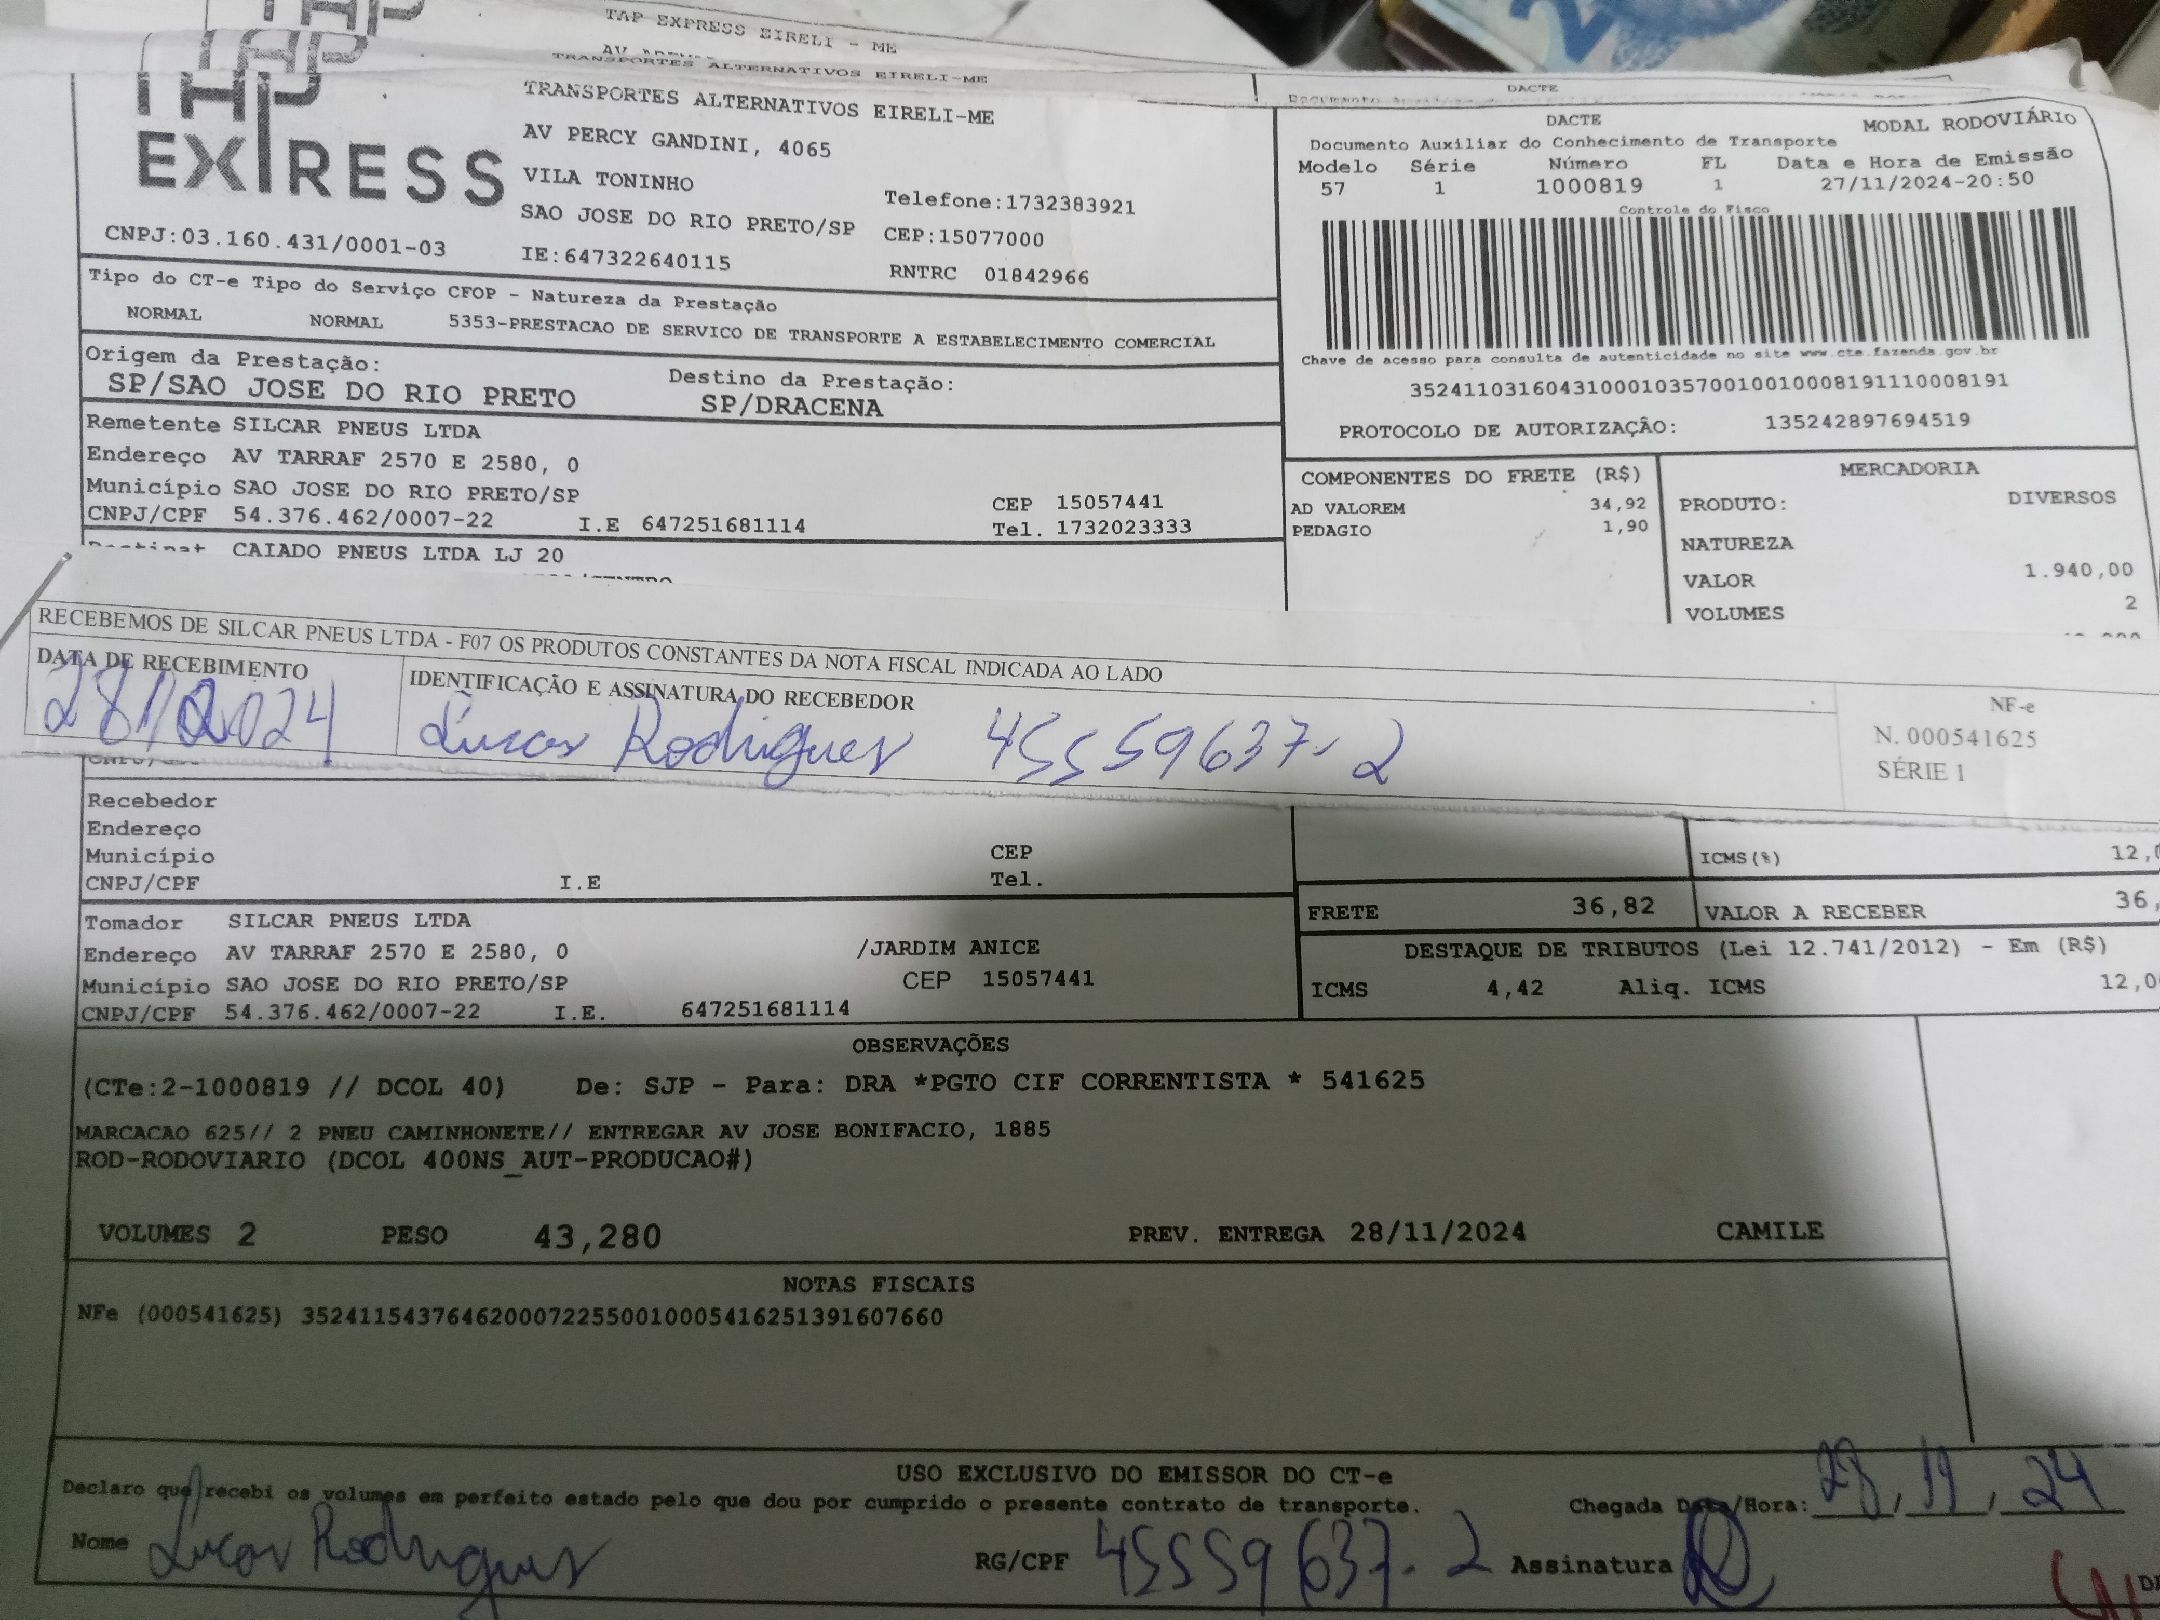 TAP EXPRESS EIRELI - ME
TRANSPORTES ALTERNATIVOS EIRELI-ME
DACTE
TAP
TAP
EXPRESS
CNPJ:03.160.431/0001-03
TRANSPORTES ALTERNATIVOS EIRELI-ME
AV PERCY GANDINI, 4065
VILA TONINHO
Telefone:1732383921
SAO JOSE DO RIO PRETO/SP CEP:15077000
IE:647322640115 RNTRC 01842966
DACTE MODAL RODOVIÁRIO
Documento Auxiliar do Conhecimento de Transporte
Modelo Série Número FL Data e Hora de Emissão
57 1 1000819 1 27/11/2024-20:50
Controle do Fisco
Chave de acesso para consulta de autenticidade no site www.cte.fazenda.gov.br
35241103160431000103570010010008191110008191
PROTOCOLO DE AUTORIZAÇÃO: 135242897694519
Tipo do CT-e Tipo do Serviço CFOP - Natureza da Prestação
NORMAL NORMAL 5353-PRESTACAO DE SERVICO DE TRANSPORTE A ESTABELECIMENTO COMERCIAL
Origem da Prestação: Destino da Prestação:
SP/SAO JOSE DO RIO PRETO SP/DRACENA
Remetente SILCAR PNEUS LTDA
Endereço AV TARRAF 2570 E 2580, 0
Município SAO JOSE DO RIO PRETO/SP CEP 15057441
CNPJ/CPF 54.376.462/0007-22 I.E 647251681114 Tel. 1732023333
CAIADO PNEUS LTDA LJ 20
COMPONENTES DO FRETE (R$)
AD VALOREM 34,92
PEDAGIO 1,90
MERCADORIA
PRODUTO: DIVERSOS
NATUREZA
VALOR 1.940,00
VOLUMES 2
RECEBEMOS DE SILCAR PNEUS LTDA - F07 OS PRODUTOS CONSTANTES DA NOTA FISCAL INDICADA AO LADO
DATA DE RECEBIMENTO IDENTIFICAÇÃO E ASSINATURA DO RECEBEDOR
Lucas Rodrigues 45559637-2
NF-e
N. 000541625
SÉRIE 1
Recebedor
Endereço
Município CEP
CNPJ/CPF I.E Tel.
ICMS(%)
FRETE 36,82 VALOR A RECEBER
Tomador SILCAR PNEUS LTDA
Endereço AV TARRAF 2570 E 2580, 0 /JARDIM ANICE
Município SAO JOSE DO RIO PRETO/SP CEP 15057441
CNPJ/CPF 54.376.462/0007-22 I.E. 647251681114
DESTAQUE DE TRIBUTOS (Lei 12.741/2012) - Em (R$)
ICMS 4,42 Aliq. ICMS
OBSERVAÇÕES
(CTe:2-1000819 // DCOL 40) De: SJP - Para: DRA *PGTO CIF CORRENTISTA * 541625
MARCACAO 625// 2 PNEU CAMINHONETE// ENTREGAR AV JOSE BONIFACIO, 1885
ROD-RODOVIARIO (DCOL 400NS_AUT-PRODUCAO#)
VOLUMES 2 PESO 43,280 PREV. ENTREGA 28/11/2024 CAMILE
NOTAS FISCAIS
NFe (000541625) 35241154376462000722550010005416251391607660
USO EXCLUSIVO DO EMISSOR DO CT-e
Declaro que recebi os volumes em perfeito estado pelo que dou por cumprido o presente contrato de transporte. Chegada Data/Hora: 28/11/24
Nome Lucas Rodrigues RG/CPF 45559637-2 Assinatura